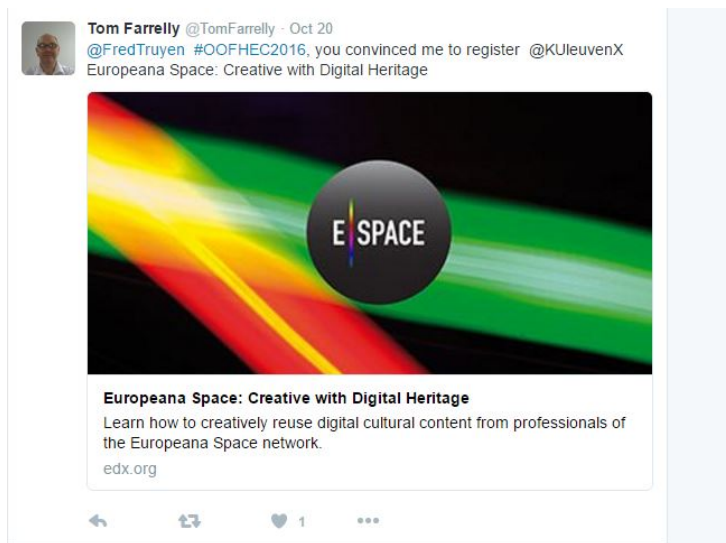 Tom Farrelly @TomFarrelly · Oct 20
@FredTruyen #OOFHEC2016, you convinced me to register @KUleuvenX
Europeana Space: Creative with Digital Heritage
E SPACE
Europeana Space: Creative with Digital Heritage
Learn how to creatively reuse digital cultural content from professionals of
the Europeana Space network.
edx.org
1